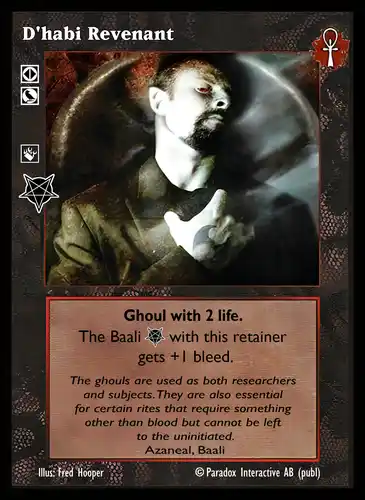 D'habi Revenant
Ghoul with 2 life.
The Baali with this retainer
gets +1 bleed.
The ghouls are used as both researchers
and subjects. They are also essential
for certain rites that require something
other than blood but cannot be left
to the uninitiated.
Azaneal, Baali
Illus: Fred Hooper © Paradox Interactive AB (publ)